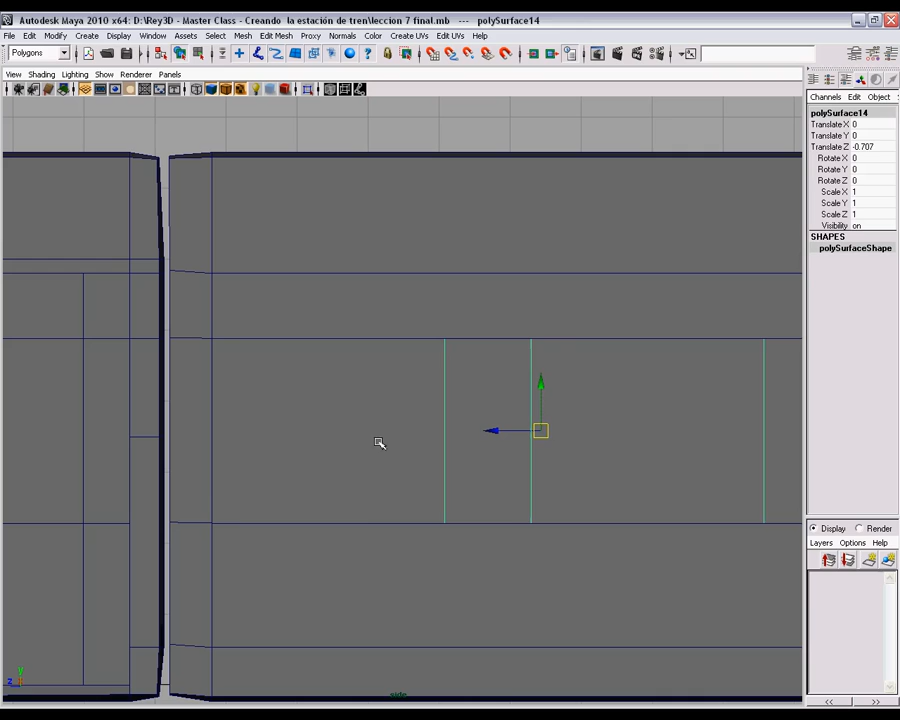 Autodesk Maya 2010 x64: D:\Rey3D - Master Class - Creando la estación de tren\leccion 7 final.mb --- polySurface14
File Edit Modify Create Display Window Assets Select Mesh Edit Mesh Proxy Normals Color Create UVs Edit UVs Help
Polygons
View Shading Lighting Show Renderer Panels
Channels Edit Object
polySurface14
Translate X 0
Translate Y 0
Translate Z -0.707
Rotate X 0
Rotate Y 0
Rotate Z 0
Scale X 1
Scale Y 1
Scale Z 1
Visibility on
SHAPES
polySurfaceShape
Display Render
Layers Options Help
y
z
side
<< >>